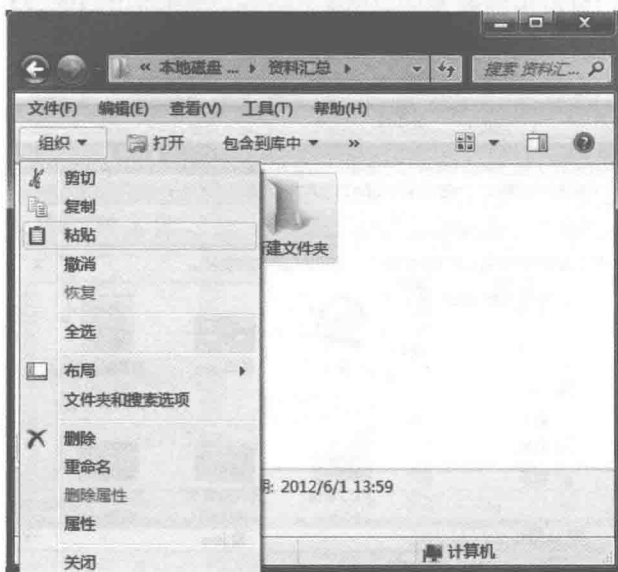 « 本地磁盘 ... ▸ 资料汇总 ▸ 搜索 资料汇...
文件(F) 编辑(E) 查看(V) 工具(T) 帮助(H)
组织 ▼ 打开 包含到库中 ▼ »
剪切
复制
粘贴
建文件夹
撤消
恢复
全选
布局
文件夹和搜索选项
删除
重命名
删除属性
: 2012/6/1 13:59
属性
计算机
关闭